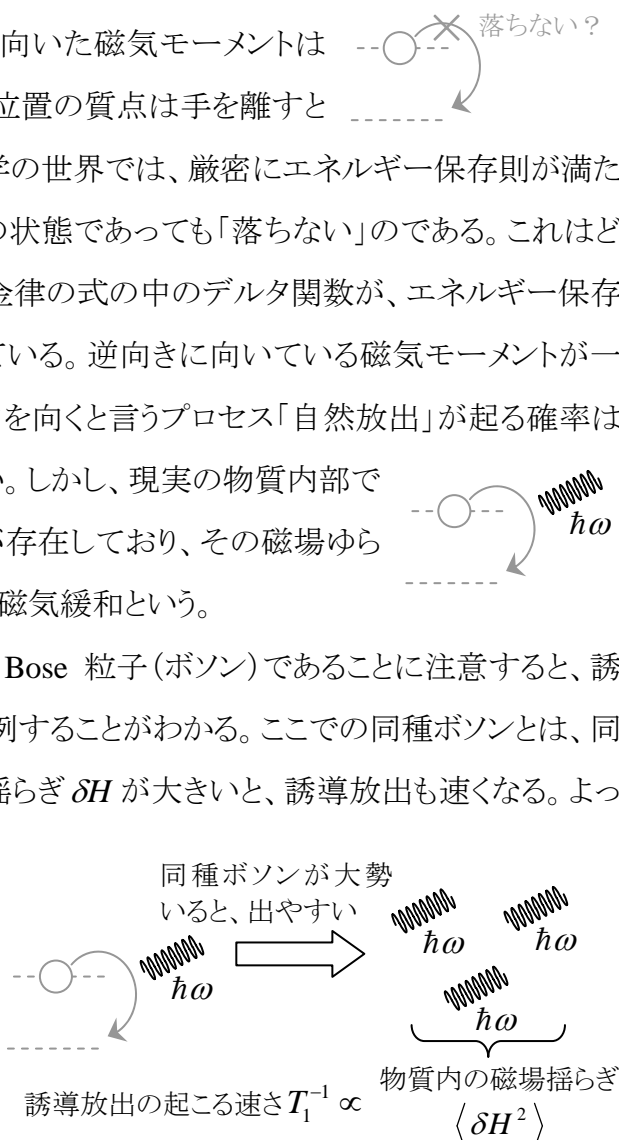 落ちない？
向いた磁気モーメントは
位置の質点は手を離すと
学の世界では、厳密にエネルギー保存則が満た
の状態であっても「落ちない」のである。これはど
金律の式の中のデルタ関数が、エネルギー保存
ている。逆向きに向いている磁気モーメントが一
を向くと言うプロセス「自然放出」が起る確率は
い。しかし、現実の物質内部で
が存在しており、その磁場ゆら
ħω
磁気緩和という。
Bose 粒子（ボソン）であることに注意すると、誘
例することがわかる。ここでの同種ボソンとは、同
揺らぎ δH が大きいと、誘導放出も速くなる。よっ
同種ボソンが大勢
いると、出やすい
ħω
ħω
ħω
ħω
物質内の磁場揺らぎ
誘導放出の起こる速さ T₁⁻¹ ∝
⟨δH²⟩